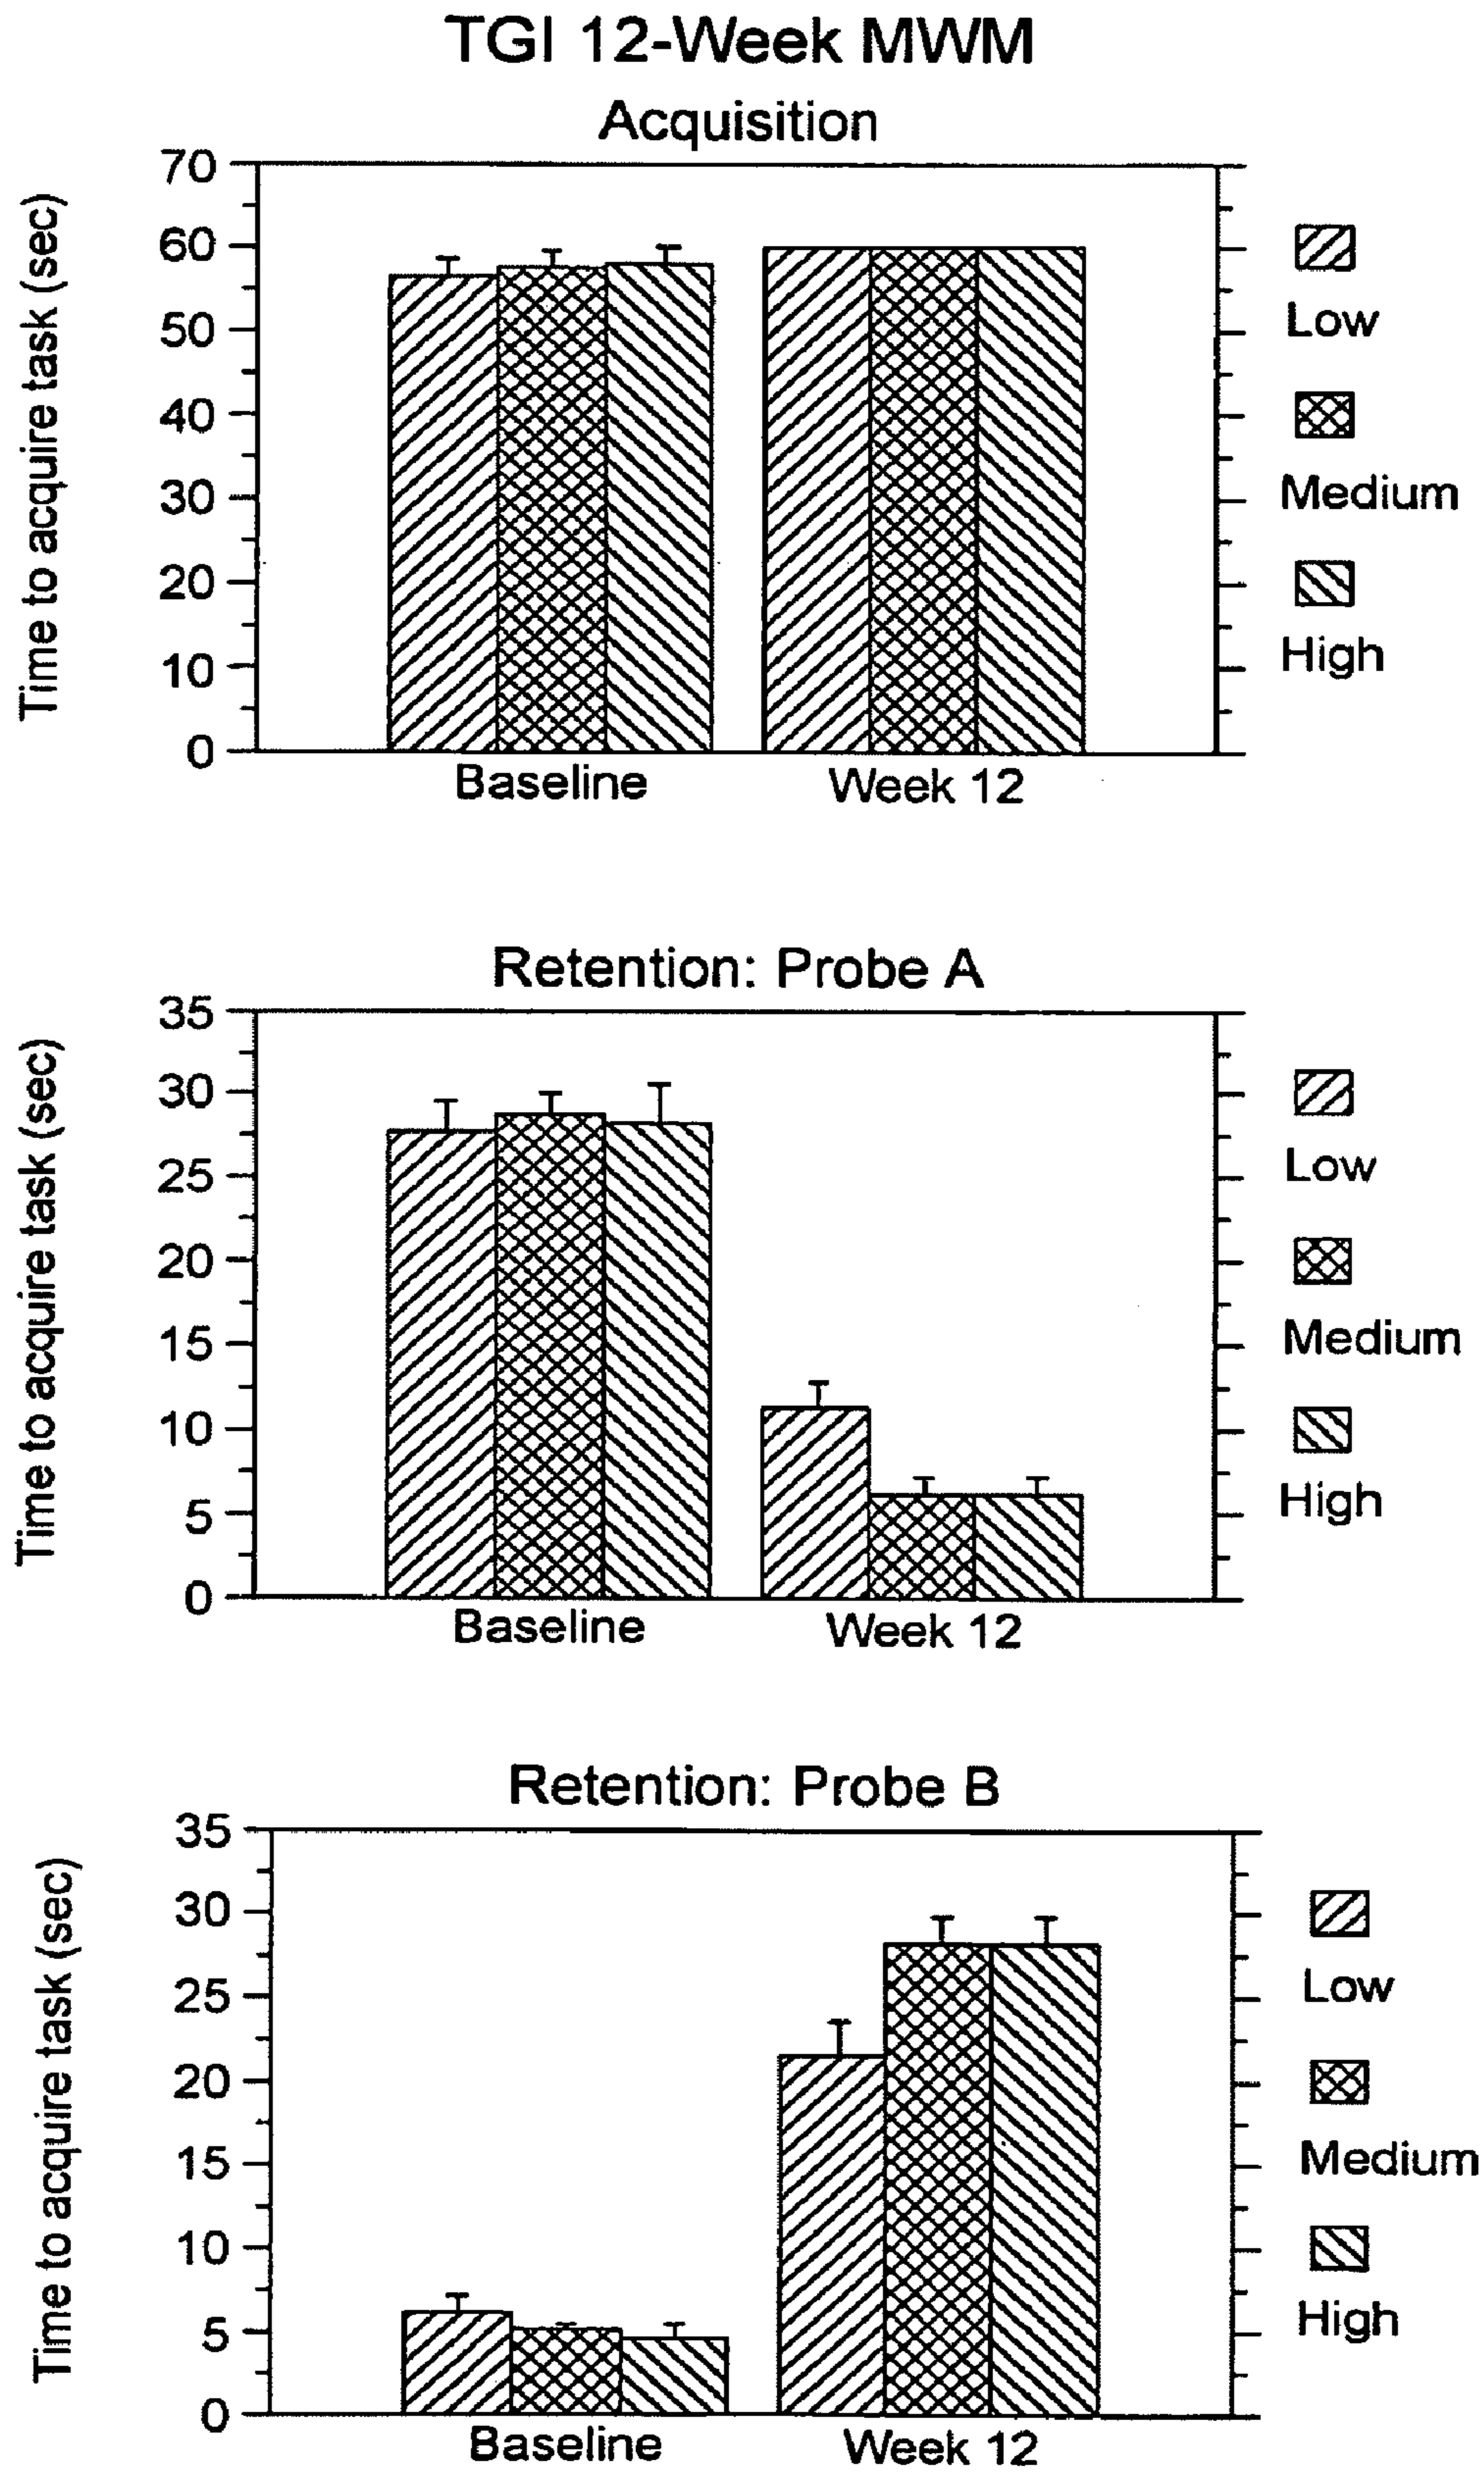 TGI 12-Week MWM
Acquisition
Time to acquire task (sec)
70
60
50
40
30
20
10
0
Baseline
Week 12
Low
Medium
High
Retention: Probe A
Time to acquire task (sec)
35
30
25
20
15
10
5
0
Baseline
Week 12
Low
Medium
High
Retention: Probe B
Time to acquire task (sec)
35
30
25
20
15
10
5
0
Baseline
Week 12
Low
Medium
High